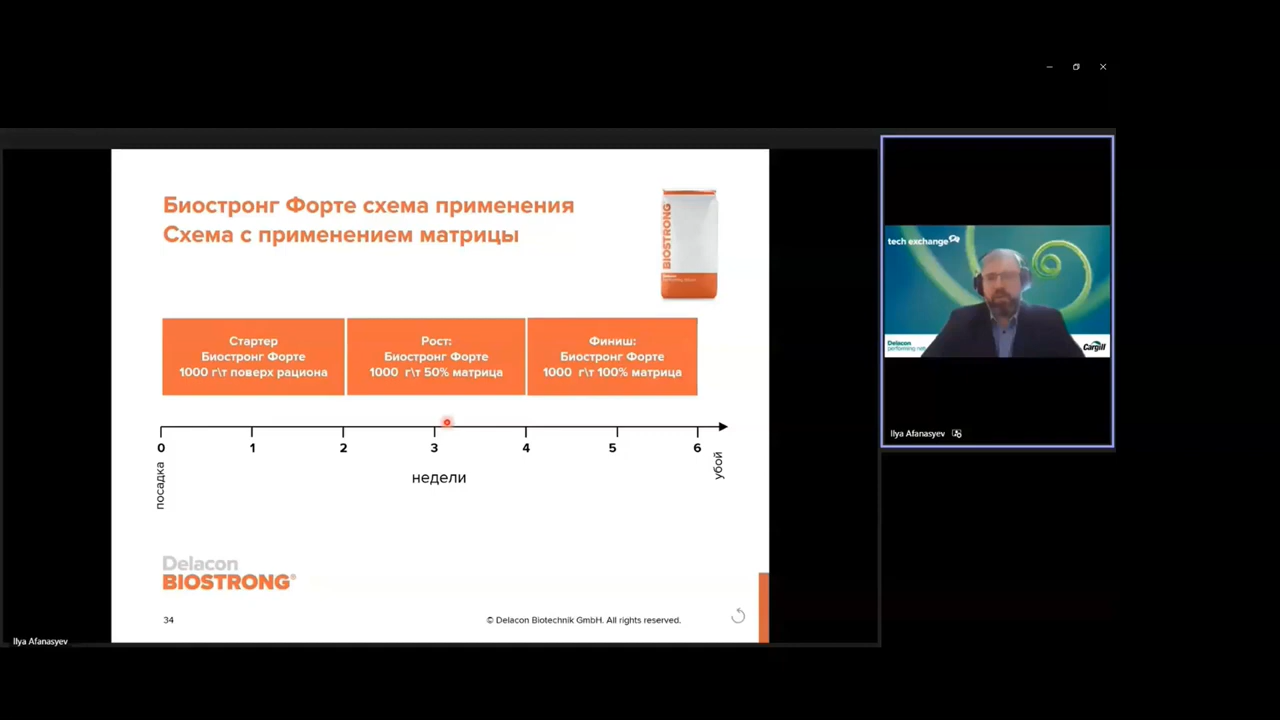 Биостронг Форте схема применения
Схема с применением матрицы
BIOSTRONG
Стартер
Биостронг Форте
1000 г\т поверх рациона
Рост:
Биостронг Форте
1000 г\т 50% матрица
Финиш:
Биостронг Форте
1000 г\т 100% матрица
0 1 2 3 4 5 6
посадка
недели
убой
Delacon
BIOSTRONG®
34
© Delacon Biotechnik GmbH. All rights reserved.
Ilya Afanasyev
tech exchange
Delacon
performing
Cargill
Ilya Afanasyev